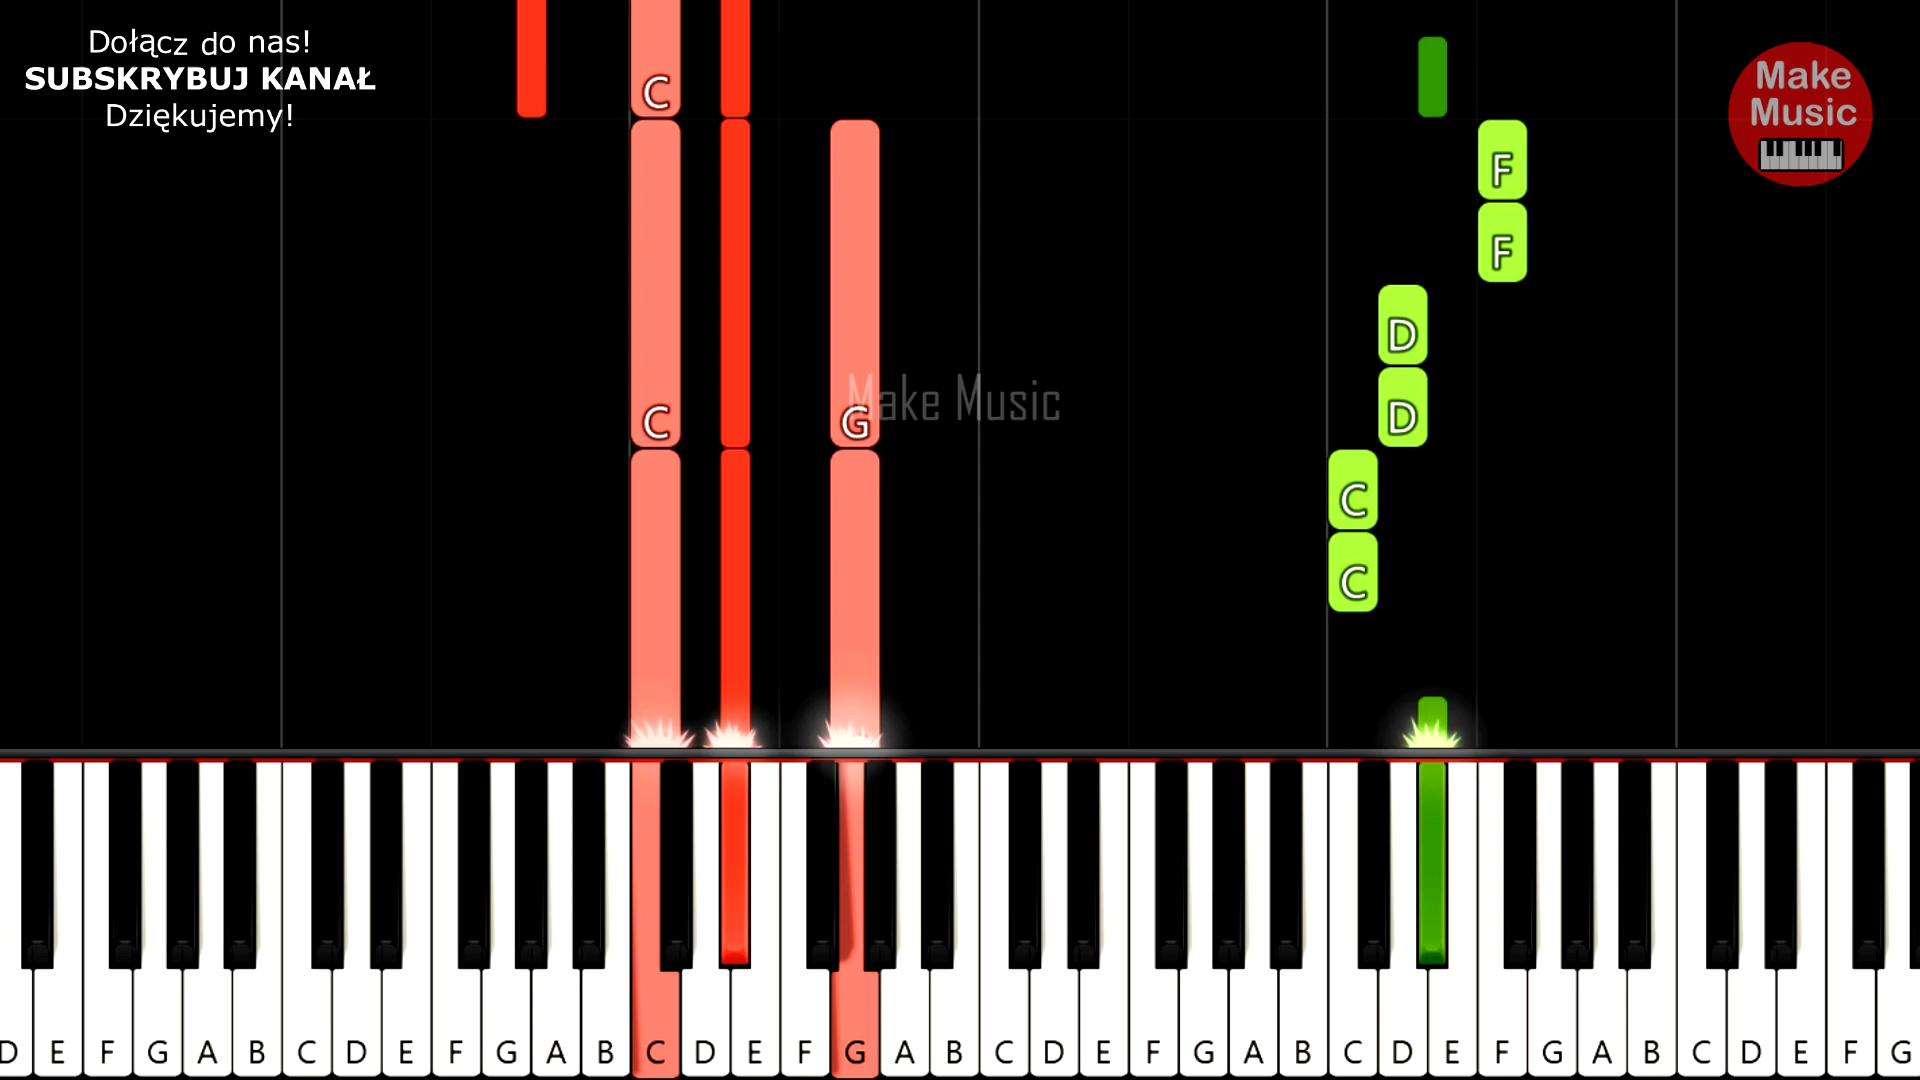 Dołącz do nas!
SUBSKRYBUJ KANAŁ
Dziękujemy!
Make
Music
C
F
F
D
Make Music
C
G
D
C
C
D E F G A B C D E F G A B C D E F G A B C D E F G A B C D E F G A B C D E F G